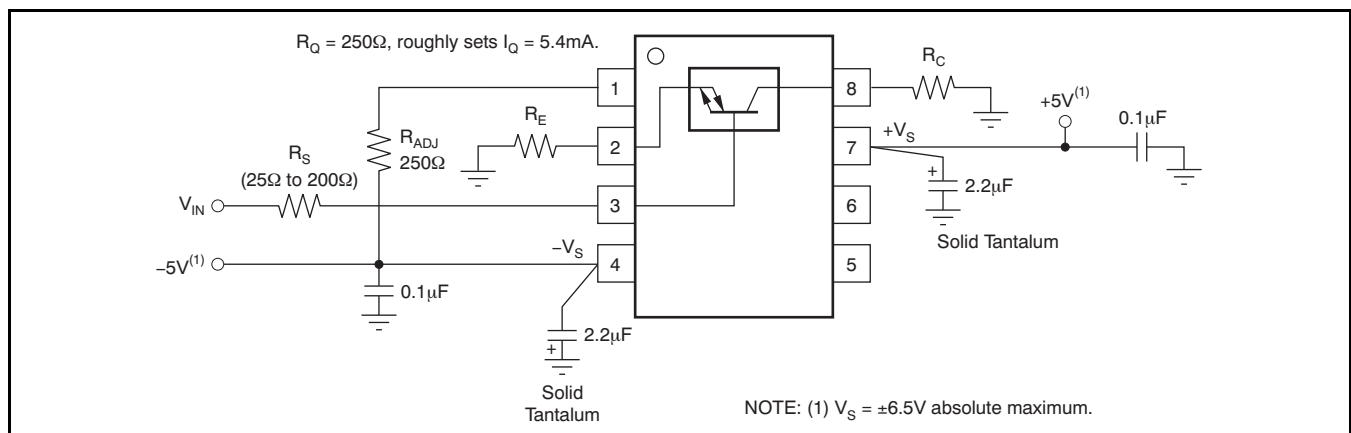 R_Q = 250Ω, roughly sets I_Q = 5.4mA.
R_C
1
8
+5V(1)
0.1μF
R_E
+V_S
R_ADJ
250Ω
2
7
R_S
(25Ω to 200Ω)
+
2.2μF
V_IN
3
6
Solid Tantalum
–V_S
–5V(1)
4
5
0.1μF
2.2μF
+
Solid
Tantalum
NOTE: (1) V_S = ±6.5V absolute maximum.